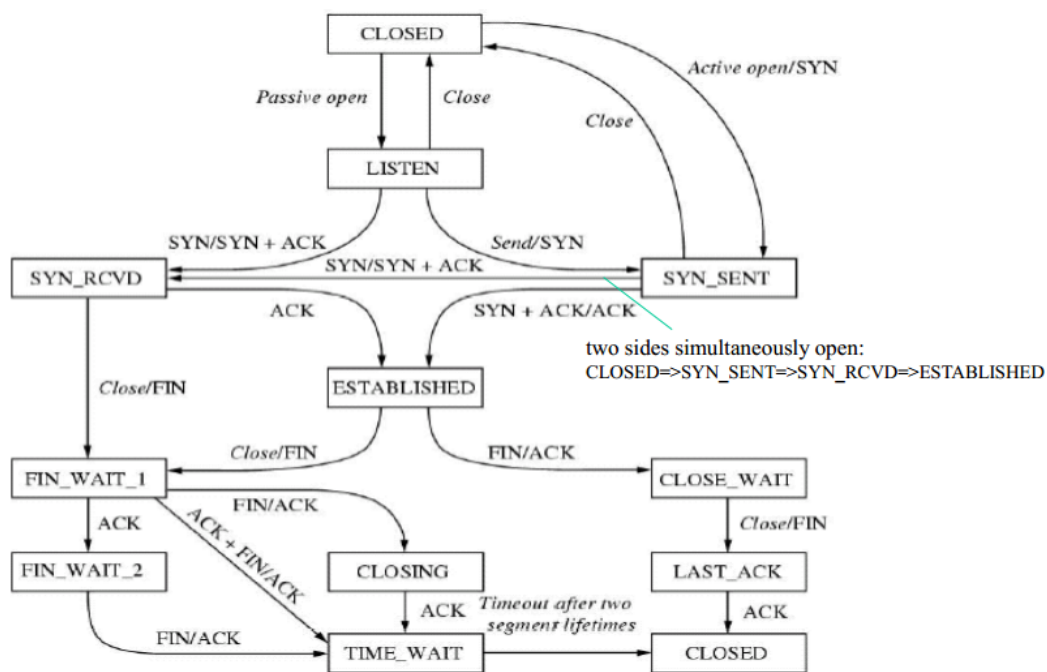 CLOSED
Active open/SYN
Passive open
Close
Close
LISTEN
SYN/SYN + ACK
Send/SYN
SYN/SYN + ACK
SYN_RCVD
SYN_SENT
ACK
SYN + ACK/ACK
two sides simultaneously open:
CLOSED=>SYN_SENT=>SYN_RCVD=>ESTABLISHED
Close/FIN
ESTABLISHED
Close/FIN
FIN/ACK
FIN_WAIT_1
CLOSE_WAIT
FIN/ACK
ACK
ACK + FIN/ACK
Close/FIN
FIN_WAIT_2
CLOSING
LAST_ACK
ACK
Timeout after two
segment lifetimes
ACK
FIN/ACK
TIME_WAIT
CLOSED